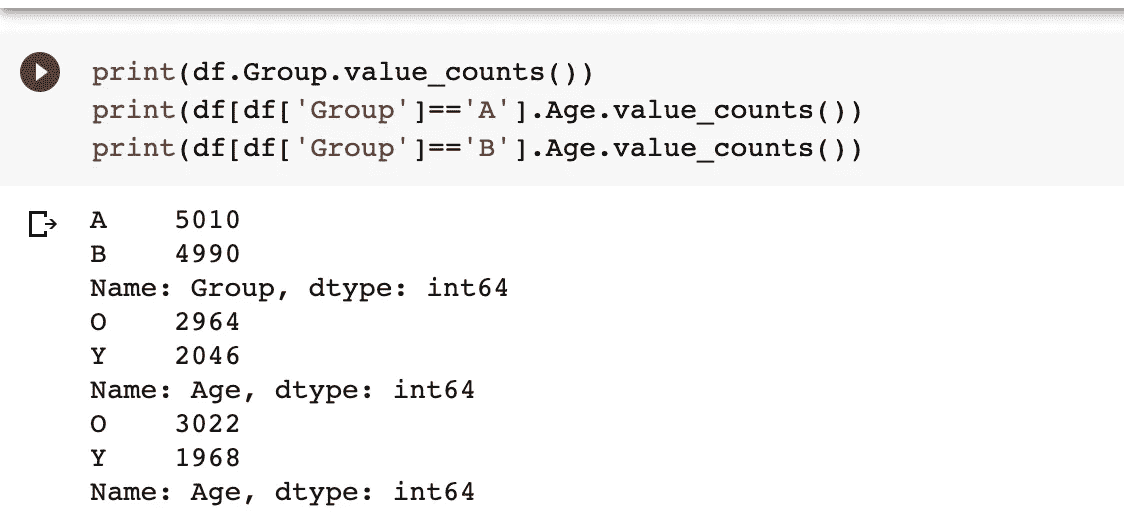 print(df.Group.value_counts())
print(df[df['Group']=='A'].Age.value_counts())
print(df[df['Group']=='B'].Age.value_counts())
A    5010
B    4990
Name: Group, dtype: int64
O    2964
Y    2046
Name: Age, dtype: int64
O    3022
Y    1968
Name: Age, dtype: int64